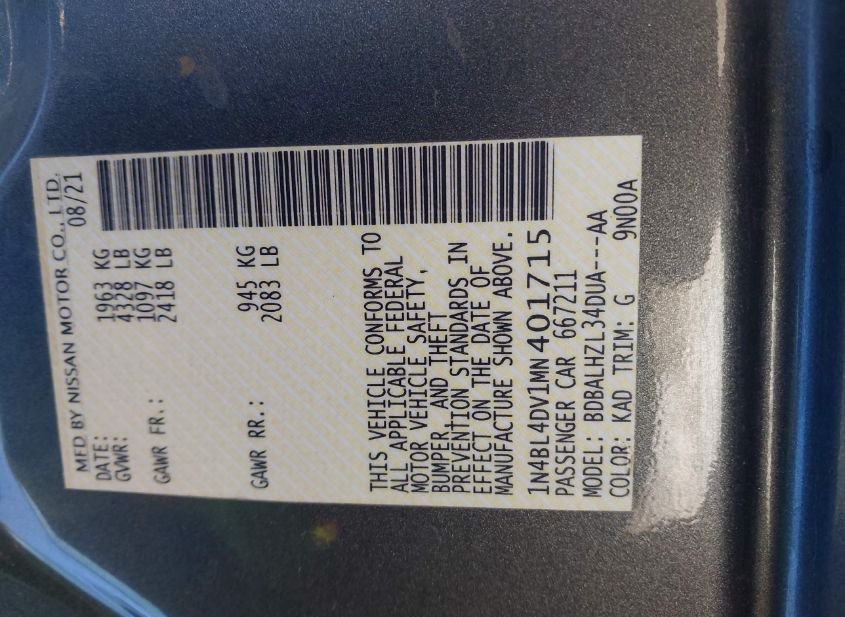 MFD BY NISSAN MOTOR CO., LTD.
DATE: 08/21
GVWR: 1963 KG
4328 LB
GAWR FR.: 1097 KG
2418 LB
GAWR RR.: 945 KG
2083 LB
THIS VEHICLE CONFORMS TO
ALL APPLICABLE FEDERAL
MOTOR VEHICLE SAFETY,
BUMPER, AND THEFT
PREVENTION STANDARDS IN
EFFECT ON THE DATE OF
MANUFACTURE SHOWN ABOVE.
1N4BL4DV1MN401715
PASSENGER CAR 667211
MODEL: BDBALHZL34DUA---AA
COLOR: KAD TRIM: G 9N00A